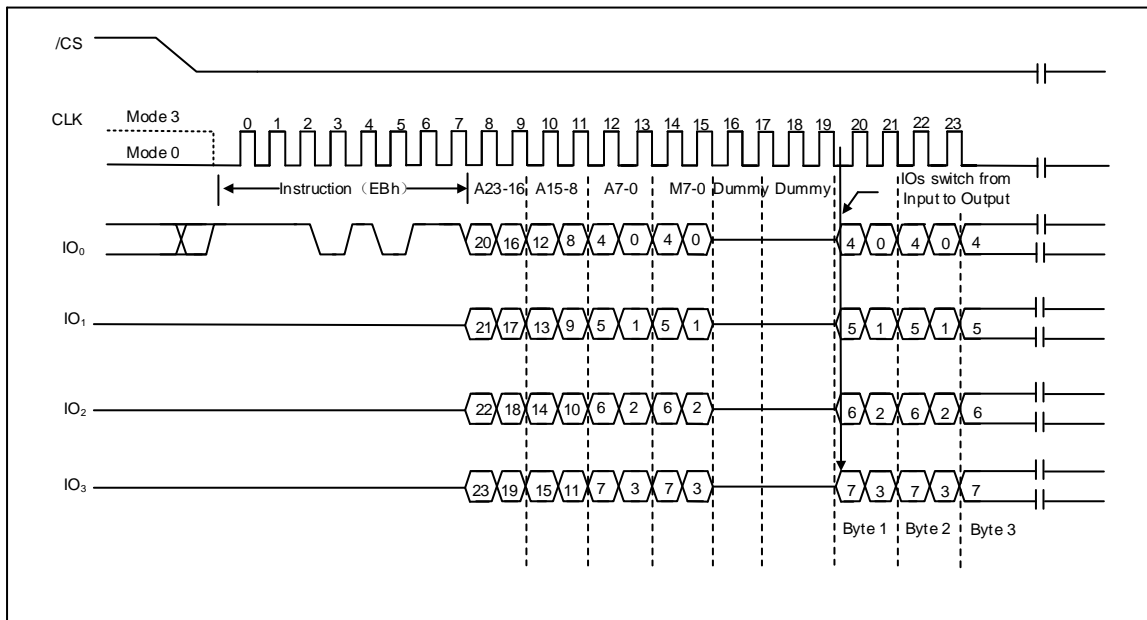 /CS
CLK
Mode 3
Mode 0
0 1 2 3 4 5 6 7 8 9 10 11 12 13 14 15 16 17 18 19 20 21 22 23
Instruction（EBh） A23-16 A15-8 A7-0 M7-0 Dummy Dummy
IOs switch from
Input to Output
IO0 20 16 12 8 4 0 4 0 4 0 4 0 4
IO1 21 17 13 9 5 1 5 1 5 1 5 1 5
IO2 22 18 14 10 6 2 6 2 6 2 6 2 6
IO3 23 19 15 11 7 3 7 3 7 3 7 3 7
Byte 1 Byte 2 Byte 3